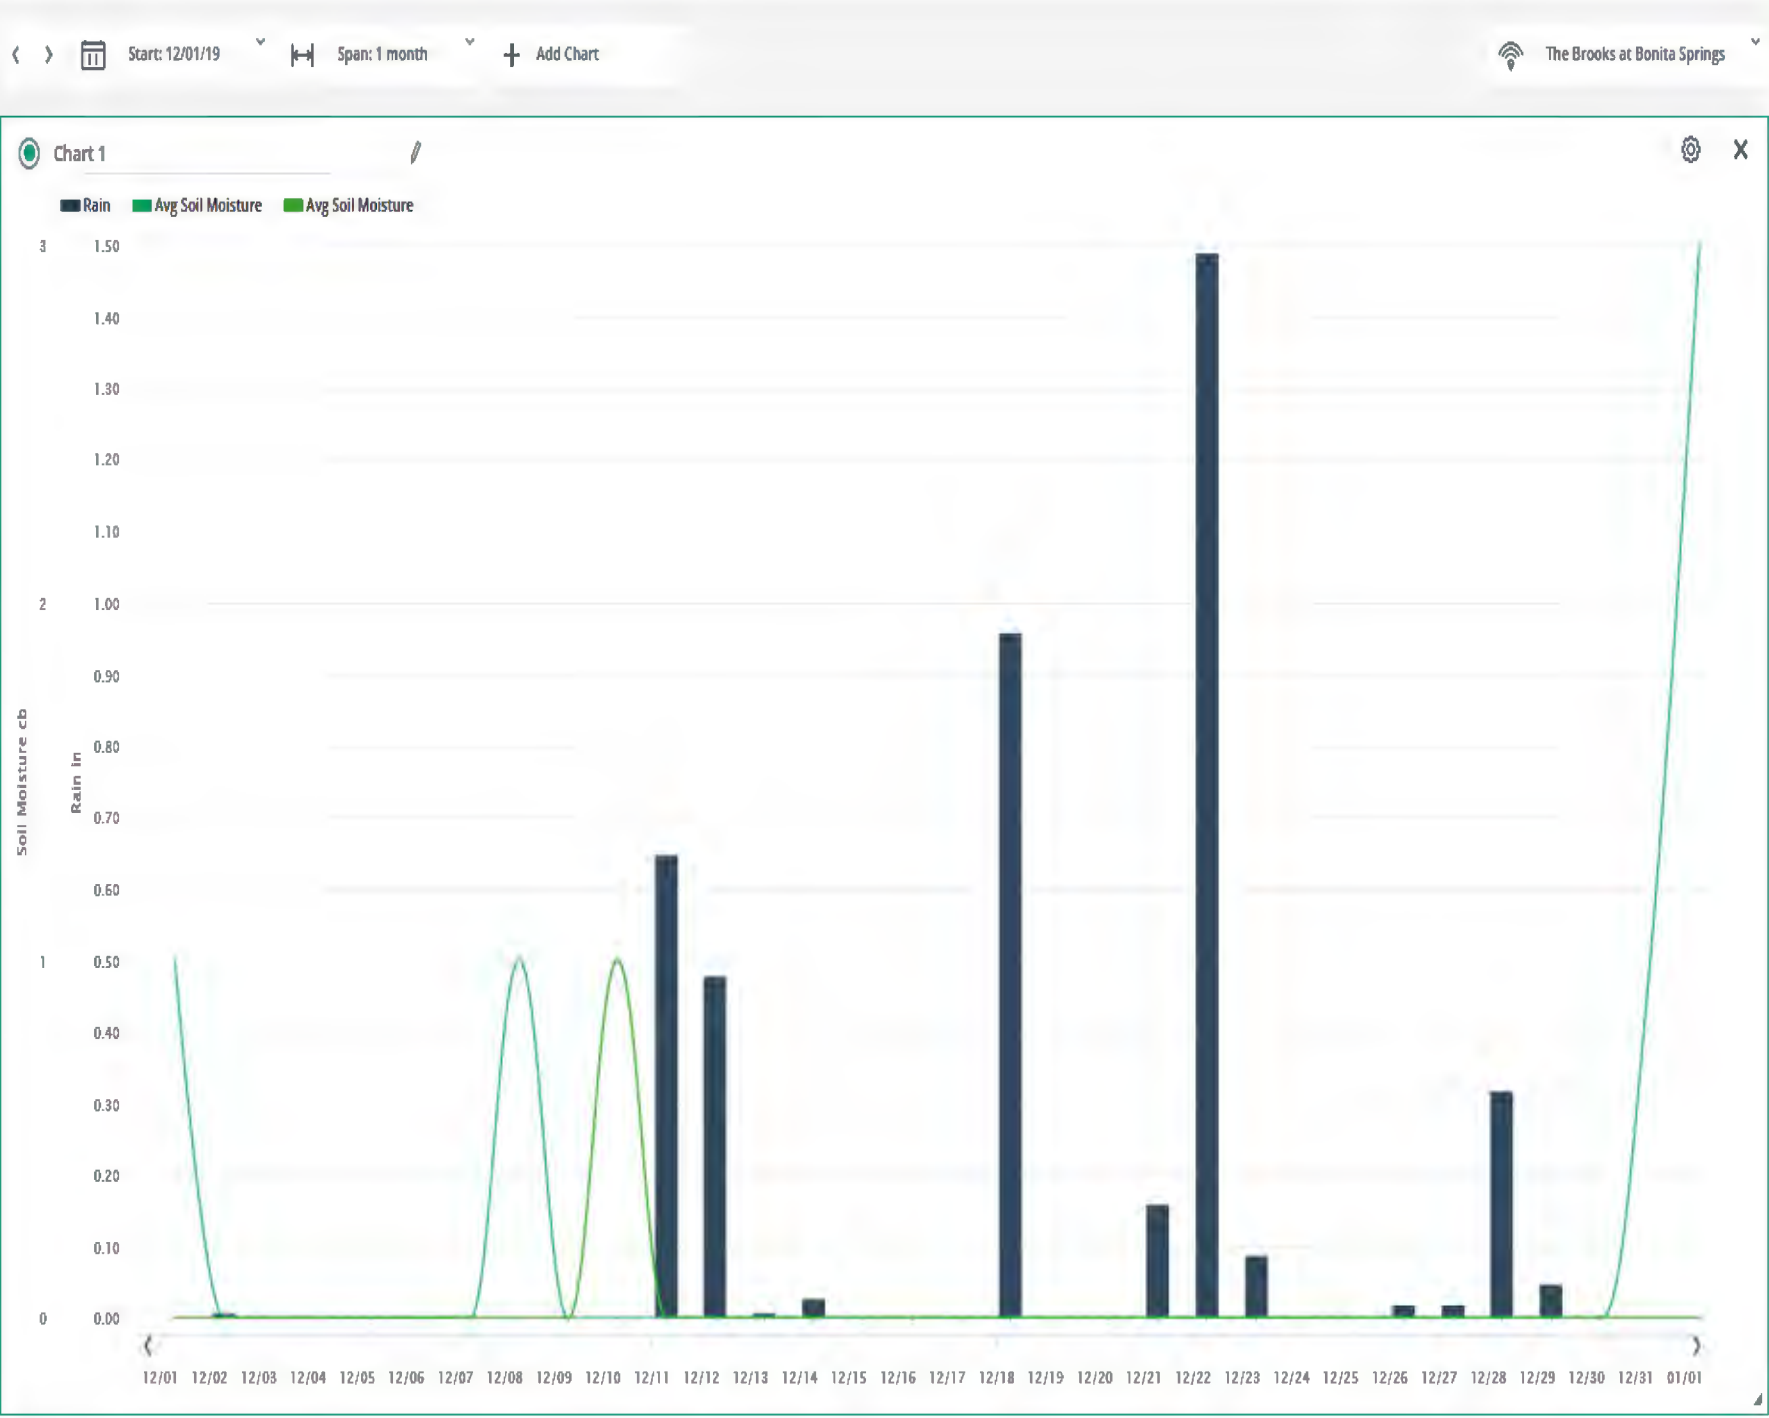 Start: 12/01/19 Span: 1 month Add Chart The Brooks at Bonita Springs
Chart 1
Rain Avg Soil Moisture Avg Soil Moisture
3 1.50
1.40
1.30
1.20
1.10
2 1.00
0.90
0.80
0.70
0.60
1 0.50
0.40
0.30
0.20
0.10
0 0.00
Soil Moisture cb
Rain in
12/01 12/02 12/03 12/04 12/05 12/06 12/07 12/08 12/09 12/10 12/11 12/12 12/13 12/14 12/15 12/16 12/17 12/18 12/19 12/20 12/21 12/22 12/23 12/24 12/25 12/26 12/27 12/28 12/29 12/30 12/31 01/01